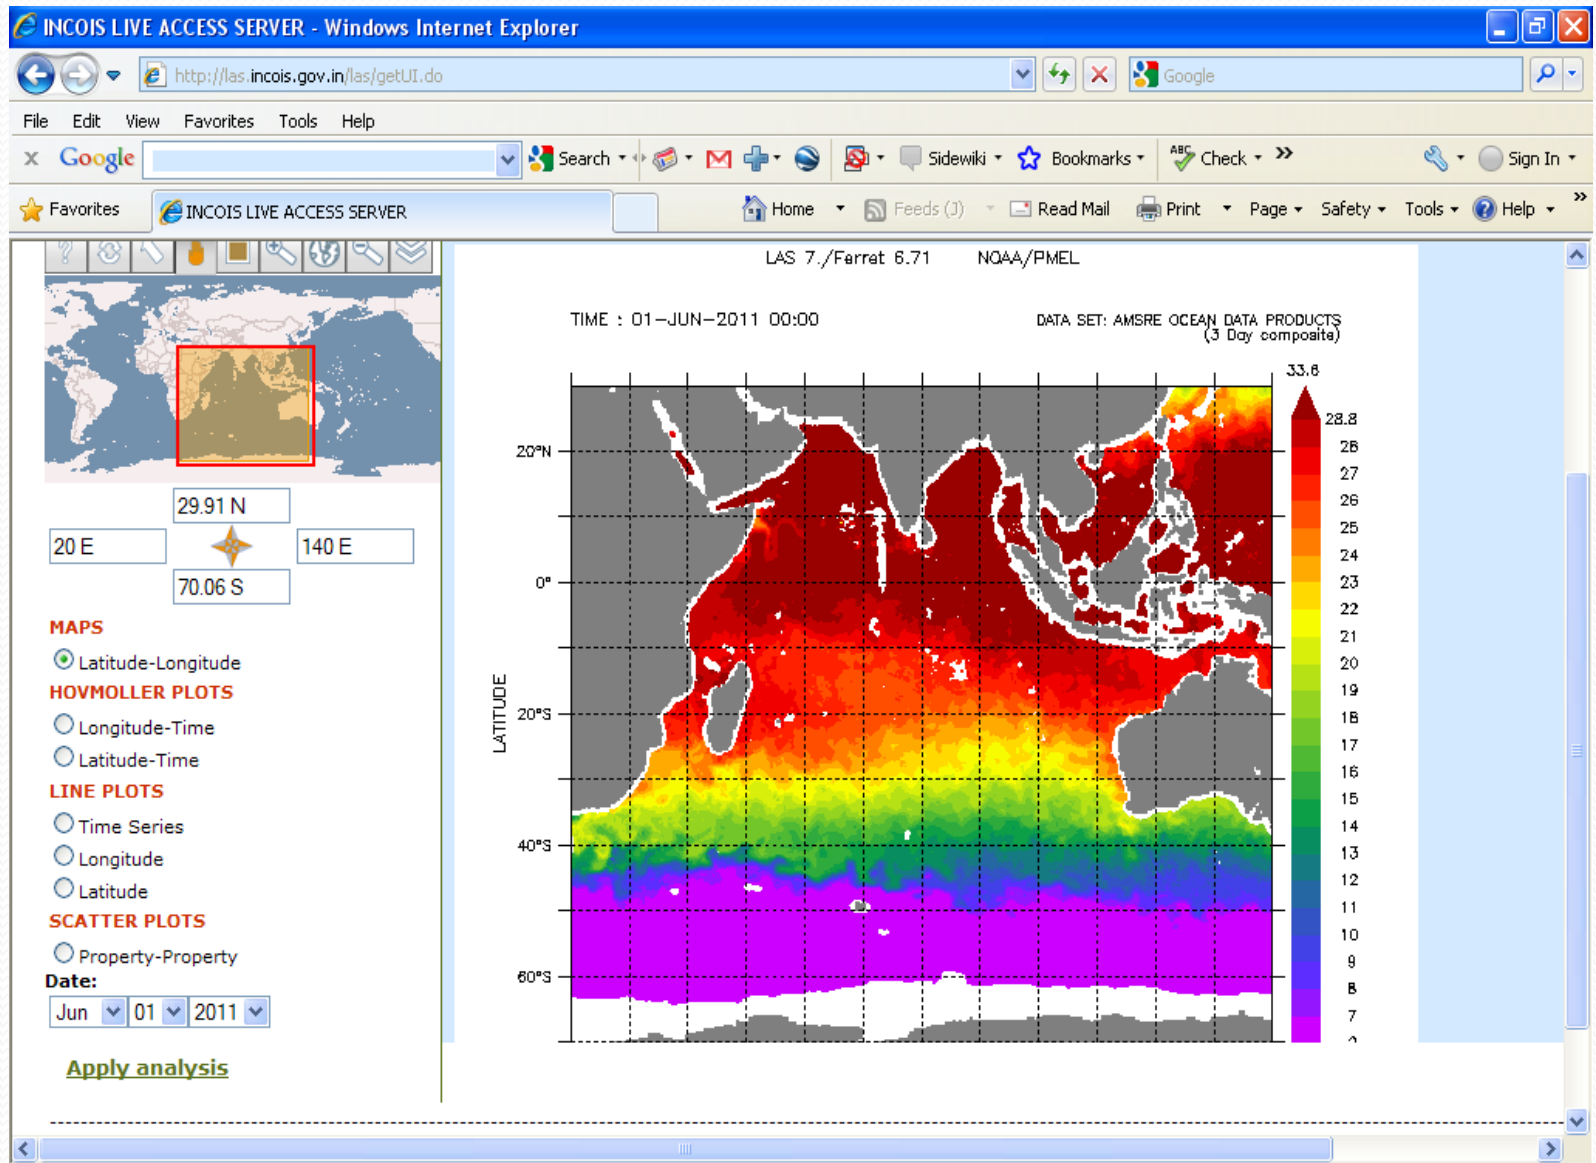 INCOIS LIVE ACCESS SERVER - Windows Internet Explorer
http://las.incois.gov.in/las/getUI.do
Google
File Edit View Favorites Tools Help
x Google Search Sidewiki Bookmarks ABC Check » Sign In
Favorites INCOIS LIVE ACCESS SERVER Home Feeds (J) Read Mail Print Page Safety Tools Help »
LAS 7./Ferret 6.71 NOAA/PMEL
TIME : 01-JUN-2011 00:00
DATA SET: AMSRE OCEAN DATA PRODUCTS
(3 Day composite)
29.91 N
20 E
140 E
70.06 S
MAPS
Latitude-Longitude
HOVMOLLER PLOTS
Longitude-Time
Latitude-Time
LINE PLOTS
Time Series
Longitude
Latitude
SCATTER PLOTS
Property-Property
Date:
Jun 01 2011
Apply analysis
LATITUDE
20°N
0°
20°S
40°S
60°S
33.6
28.8
28
27
26
25
24
23
22
21
20
19
18
17
16
15
14
13
12
11
10
9
8
7